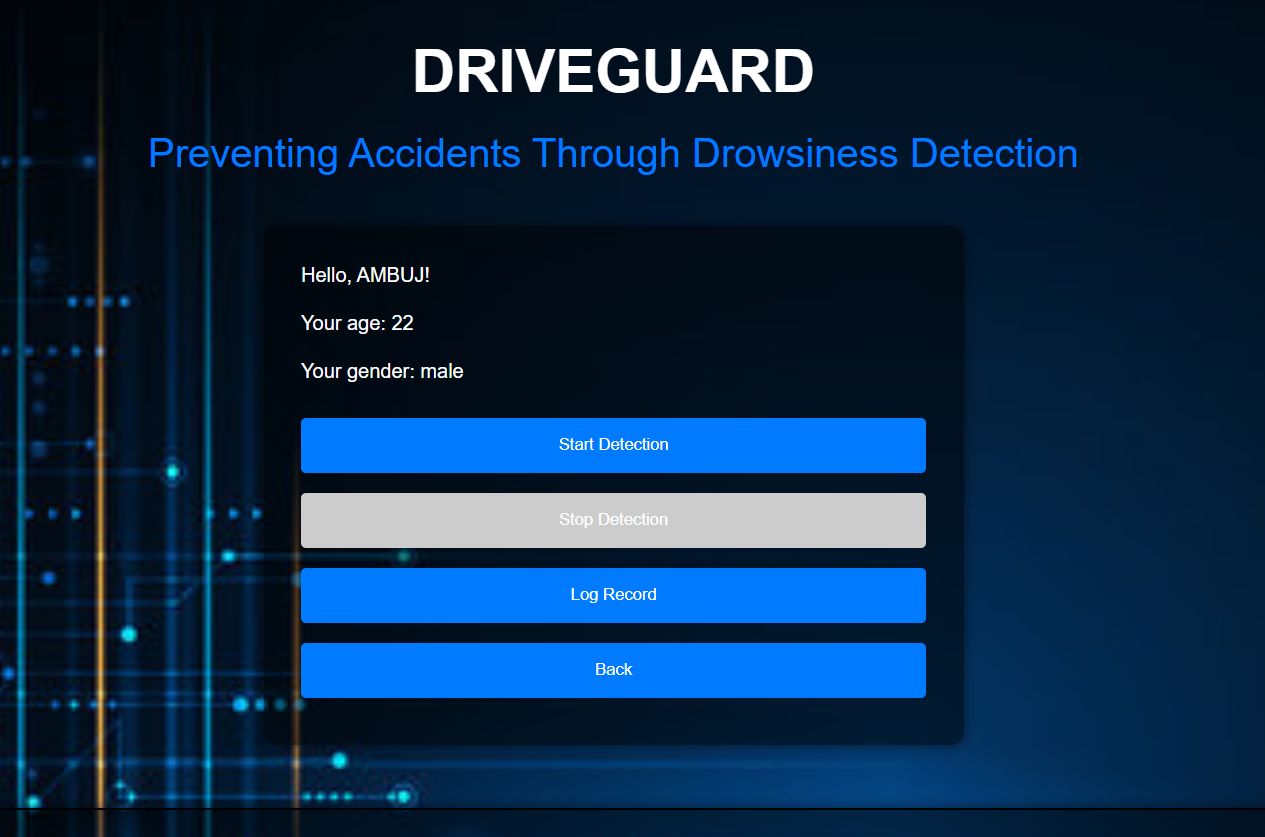 DRIVEGUARD
Preventing Accidents Through Drowsiness Detection
Hello, AMBUJ!
Your age: 22
Your gender: male
Start Detection
Stop Detection
Log Record
Back